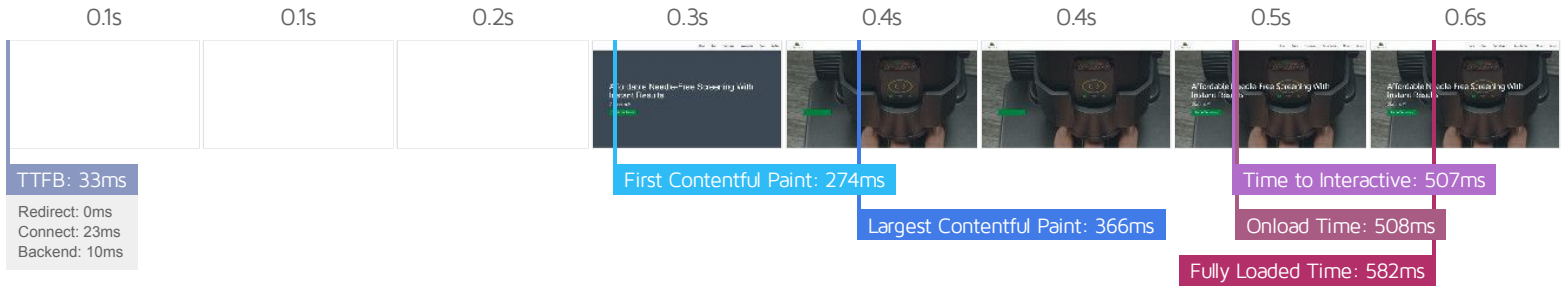 0.1s
0.1s
0.2s
0.3s
0.4s
0.4s
0.5s
0.6s
Affordable Needle-Free Screening With
Instant Results
Affordable Needle-Free Screening With
Instant Results
Affordable Needle-Free Screening With
Instant Results
TTFB: 33ms
First Contentful Paint: 274ms
Time to Interactive: 507ms
Redirect: 0ms
Connect: 23ms
Backend: 10ms
Largest Contentful Paint: 366ms
Onload Time: 508ms
Fully Loaded Time: 582ms